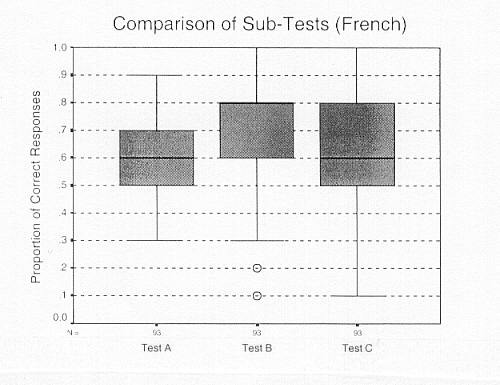 Comparison of Sub-Tests (French)
Proportion of Correct Responses
1.0
.9
.8
.7
.6
.5
.4
.3
.2
.1
0.0
N = 93 93 93
Test A Test B Test C